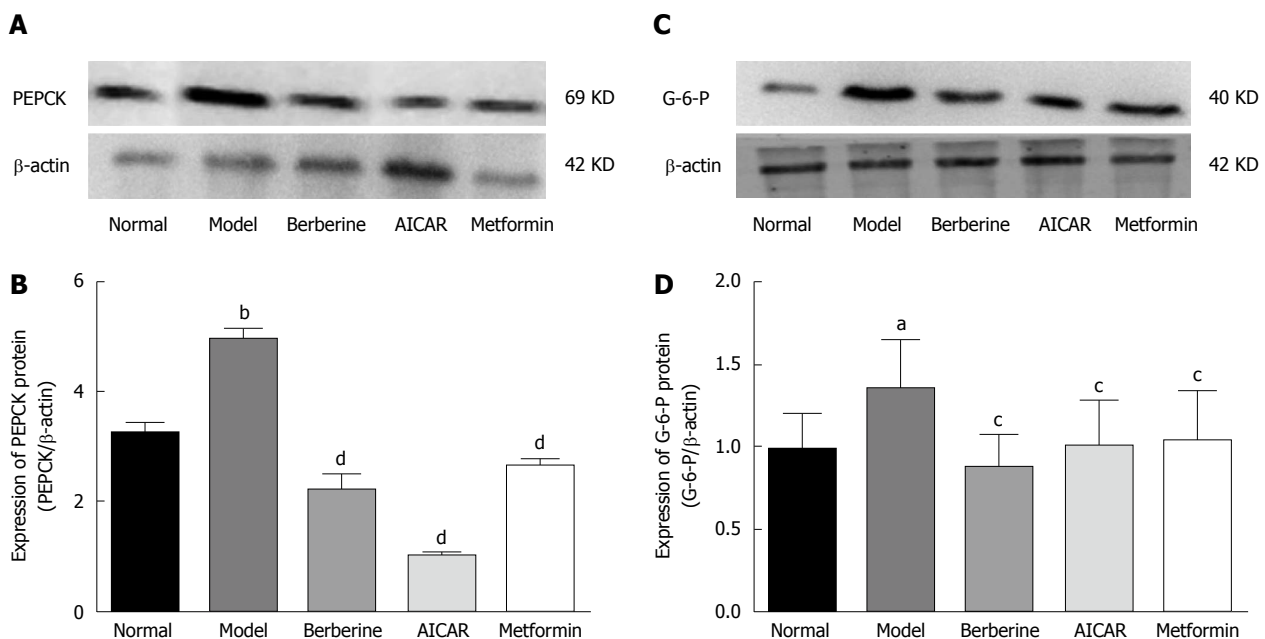 A
PEPCK 69 KD
β-actin 42 KD
Normal Model Berberine AICAR Metformin
B
Expression of PEPCK protein
(PEPCK/β-actin)
6
4
2
0
b
d
d
d
Normal Model Berberine AICAR Metformin
C
G-6-P 40 KD
β-actin 42 KD
Normal Model Berberine AICAR Metformin
D
Expression of G-6-P protein
(G-6-P/β-actin)
2.0
1.5
1.0
0.5
0.0
a
c
c
c
Normal Model Berberine AICAR Metformin